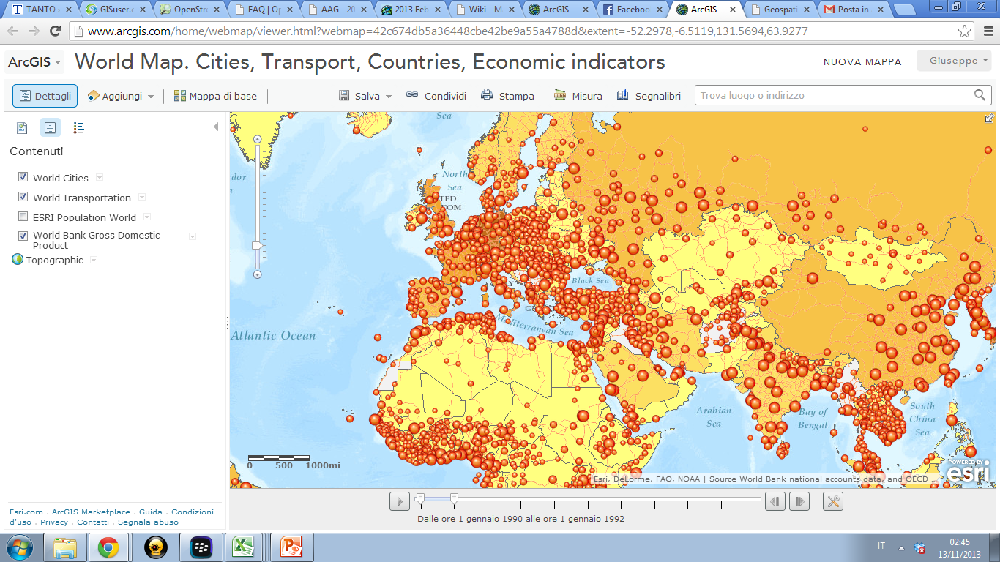 TANTO
GISuser.c
OpenStre
FAQ | O
AAG - 20
2013 Feb
Wiki - M
ArcGIS -
Faceboo
ArcGIS -
Geospati
Posta in
www.arcgis.com/home/webmap/viewer.html?webmap=42c674db5a36448cbe42be9a55a4788d&extent=-52.2978,-6.5119,131.5694,63.9277
ArcGIS World Map. Cities, Transport, Countries, Economic indicators
NUOVA MAPPA
Giuseppe
Dettagli
Aggiungi
Mappa di base
Salva
Condividi
Stampa
Misura
Segnalibri
Trova luogo o indirizzo
Contenuti
World Cities
World Transportation
ESRI Population World
World Bank Gross Domestic
Product
Topographic
Sea
dor
North
Sea
TED
DOM
Black Sea
Mediterranean Sea
Atlantic Ocean
Arabian
Sea
Bay of
Bengal
South
China
Sea
0 500 1000mi
Esri, DeLorme, FAO, NOAA | Source World Bank national accounts data, and OECD ...
POWERED BY
esri
Dalle ore 1 gennaio 1990 alle ore 1 gennaio 1992
Esri.com . ArcGIS Marketplace . Guida . Condizioni
d'uso . Privacy . Contatti . Segnala abuso
IT
02:45
13/11/2013